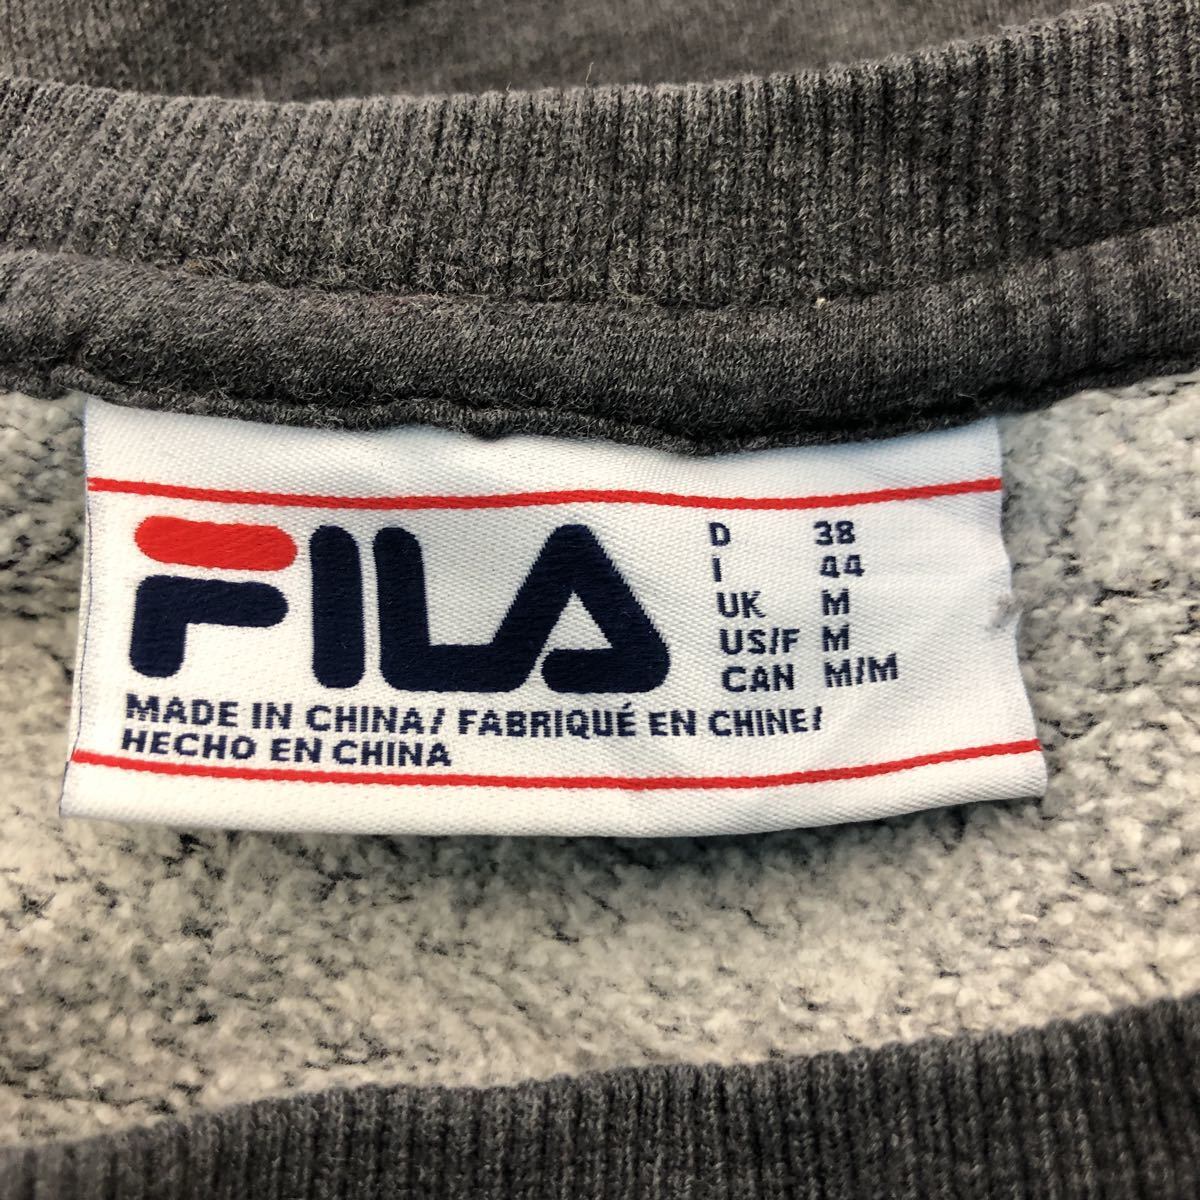 FILA
D 38
I 44
UK M
US/F M
CAN M/M
MADE IN CHINA/ FABRIQUÉ EN CHINE/
HECHO EN CHINA